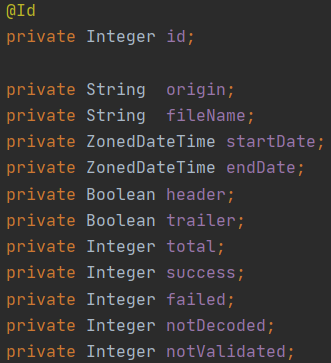 @Id
private Integer id;
private String  origin;
private String  fileName;
private ZonedDateTime startDate;
private ZonedDateTime endDate;
private Boolean header;
private Boolean trailer;
private Integer total;
private Integer success;
private Integer failed;
private Integer notDecoded;
private Integer notValidated;